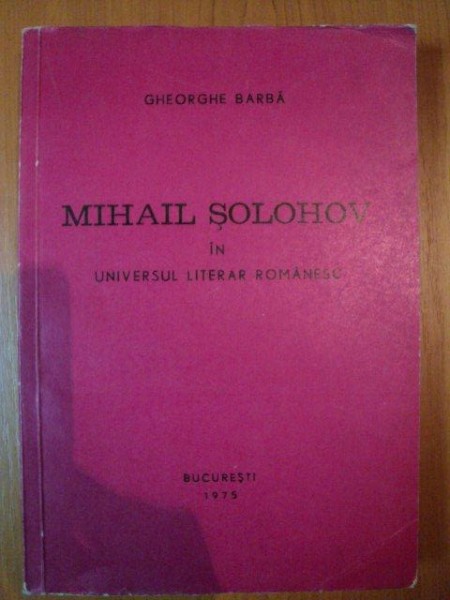 GHEORGHE BARBĂ
MIHAIL ȘOLOHOV
ÎN
UNIVERSUL LITERAR ROMÂNESC
BUCUREȘTI
1975